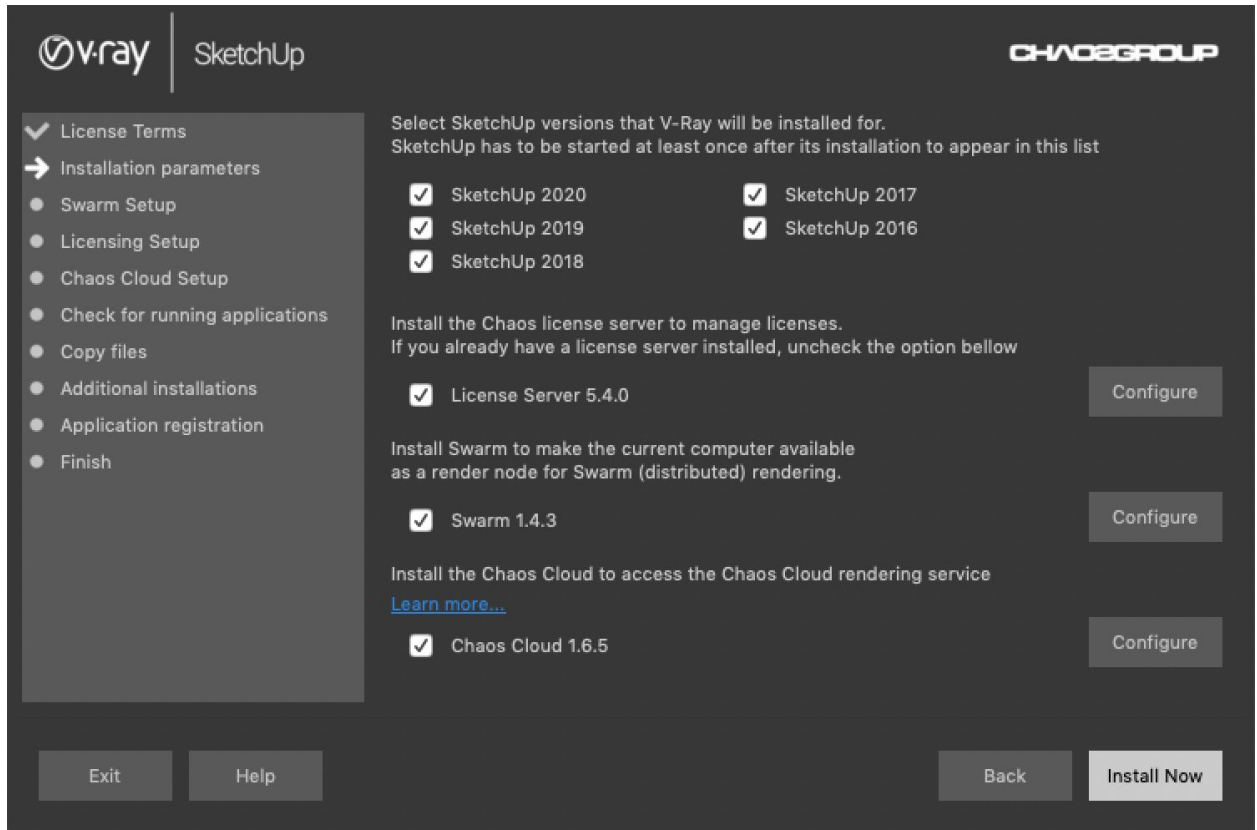 v·ray SketchUp CHAOSGROUP
License Terms
Installation parameters
Swarm Setup
Licensing Setup
Chaos Cloud Setup
Check for running applications
Copy files
Additional installations
Application registration
Finish
Select SketchUp versions that V-Ray will be installed for.
SketchUp has to be started at least once after its installation to appear in this list
SketchUp 2020 SketchUp 2017
SketchUp 2019 SketchUp 2016
SketchUp 2018
Install the Chaos license server to manage licenses.
If you already have a license server installed, uncheck the option bellow
License Server 5.4.0 Configure
Install Swarm to make the current computer available
as a render node for Swarm (distributed) rendering.
Swarm 1.4.3 Configure
Install the Chaos Cloud to access the Chaos Cloud rendering service
Learn more...
Chaos Cloud 1.6.5 Configure
Exit Help Back Install Now